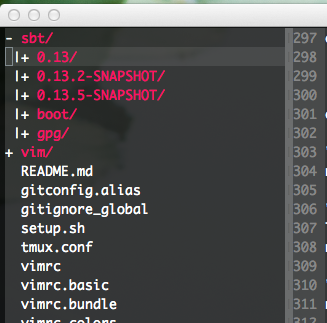 - sbt/ 297
|+ 0.13/ 298
|+ 0.13.2-SNAPSHOT/ 299
|+ 0.13.5-SNAPSHOT/ 300
|+ boot/ 301
|+ gpg/ 302
+ vim/ 303
README.md 304
gitconfig.alias 305
gitignore_global 306
setup.sh 307
tmux.conf 308
vimrc 309
vimrc.basic 310
vimrc.bundle 311
vimrc.colors 312